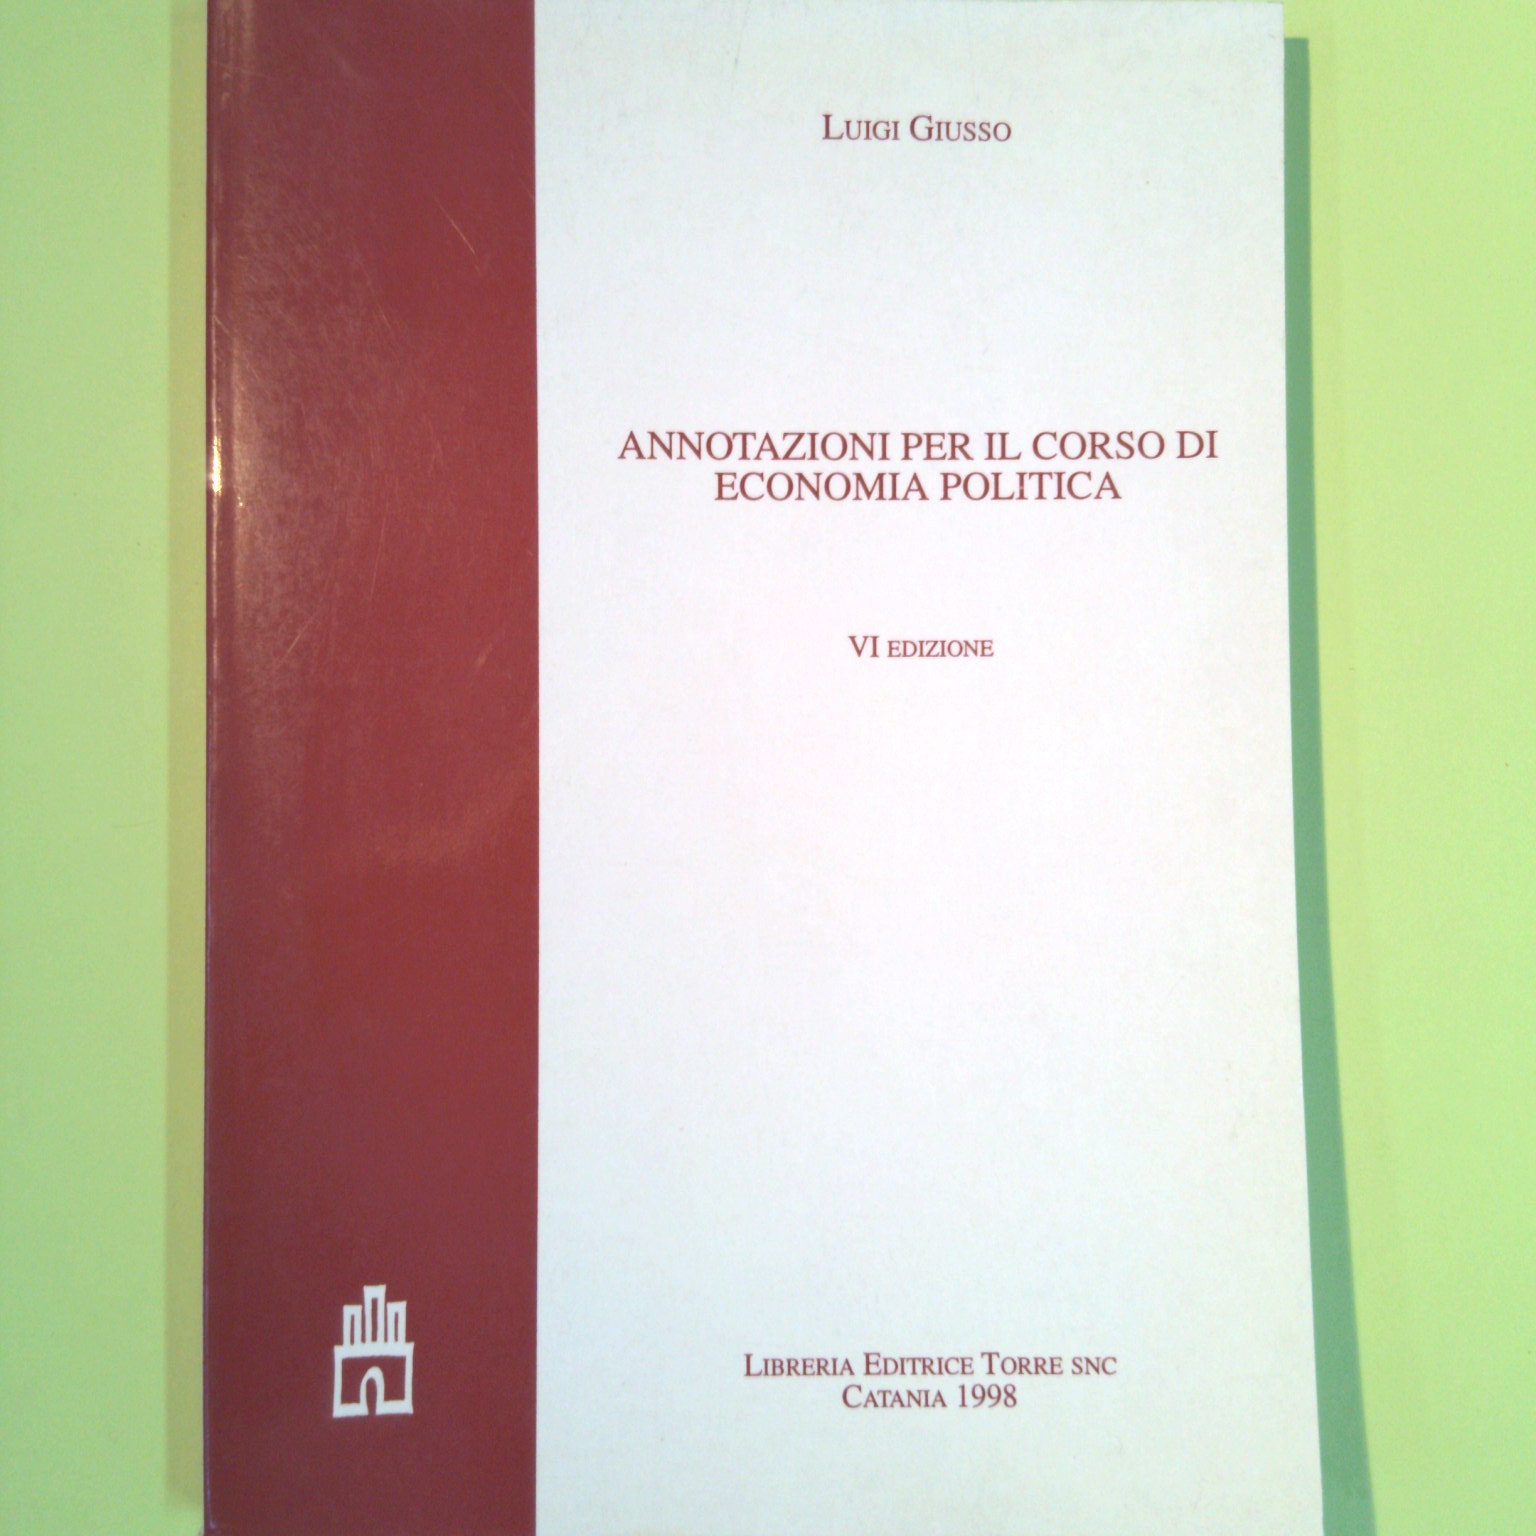 LUIGI GIUSSO
ANNOTAZIONI PER IL CORSO DI
ECONOMIA POLITICA
VI EDIZIONE
LIBRERIA EDITRICE TORRE SNC
CATANIA 1998